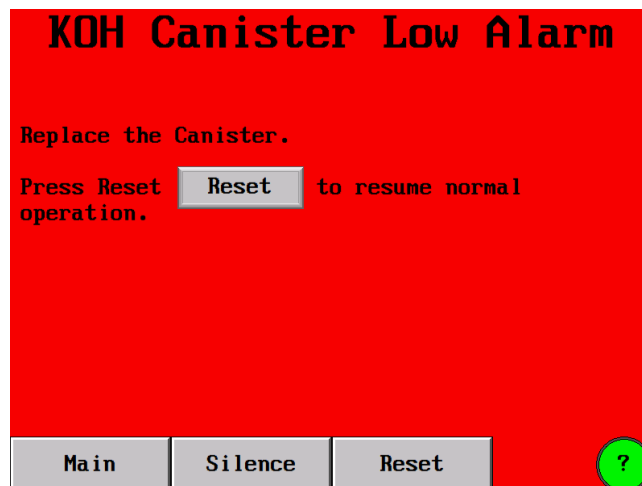 KOH Canister Low Alarm
Replace the Canister.
Press Reset Reset to resume normal
operation.
Main Silence Reset ?